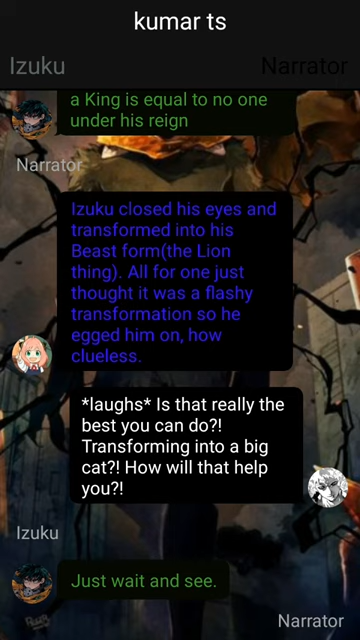 kumar ts
Izuku
Narrator
a King is equal to no one
under his reign
Narrator
Izuku closed his eyes and
transformed into his
Beast form(the Lion
thing). All for one just
thought it was a flashy
transformation so he
egged him on, how
clueless.
*laughs* Is that really the
best you can do?!
Transforming into a big
cat?! How will that help
you?!
Izuku
Just wait and see.
Narrator